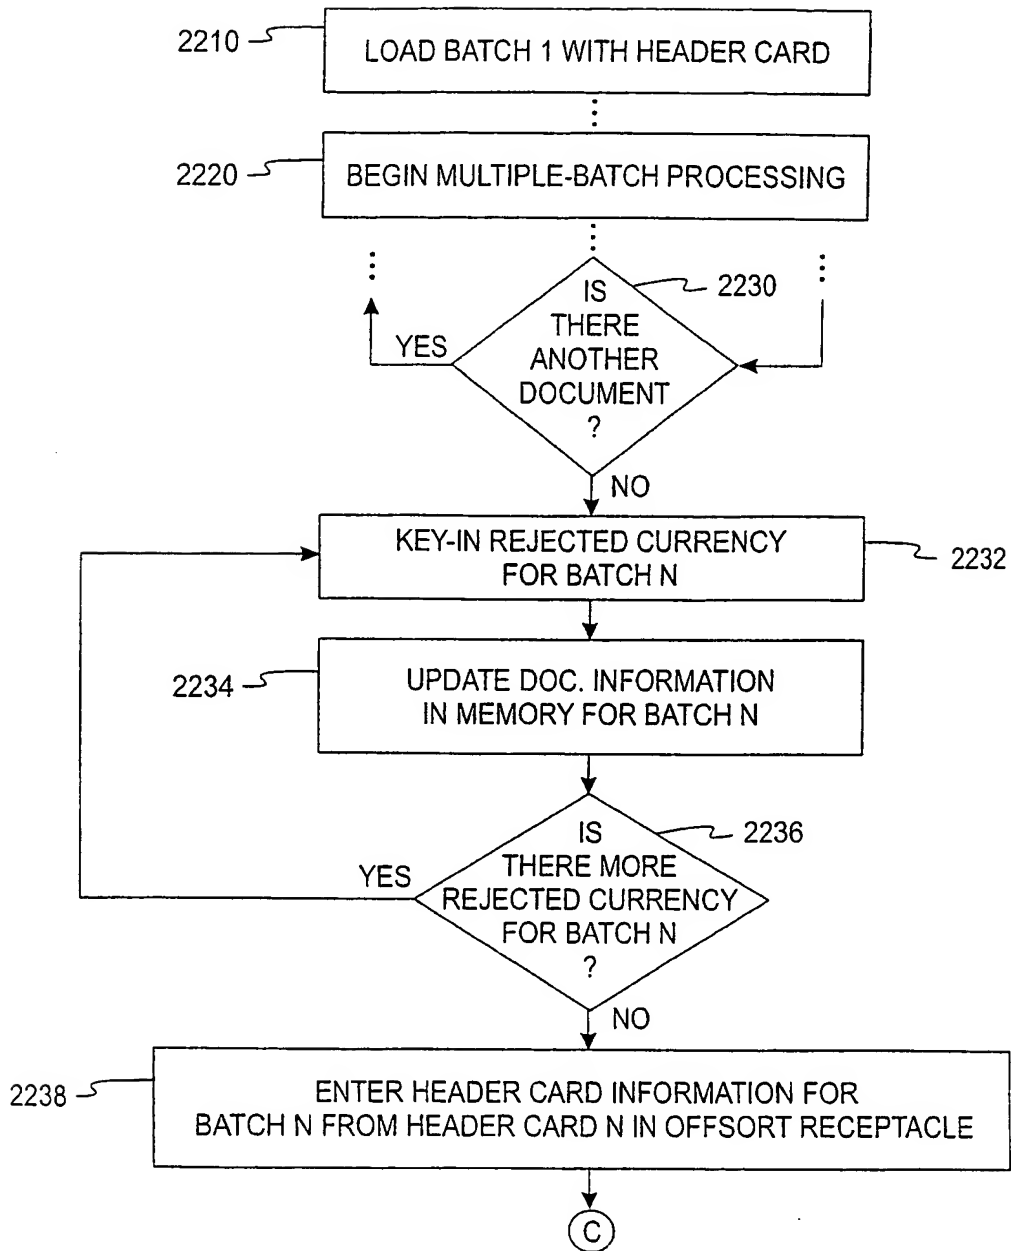 2210
LOAD BATCH 1 WITH HEADER CARD
2220
BEGIN MULTIPLE-BATCH PROCESSING
2230
IS
THERE
ANOTHER
DOCUMENT
?
YES
NO
KEY-IN REJECTED CURRENCY
FOR BATCH N
2232
2234
UPDATE DOC. INFORMATION
IN MEMORY FOR BATCH N
2236
IS
THERE MORE
REJECTED CURRENCY
FOR BATCH N
?
YES
NO
2238
ENTER HEADER CARD INFORMATION FOR
BATCH N FROM HEADER CARD N IN OFFSORT RECEPTACLE
C